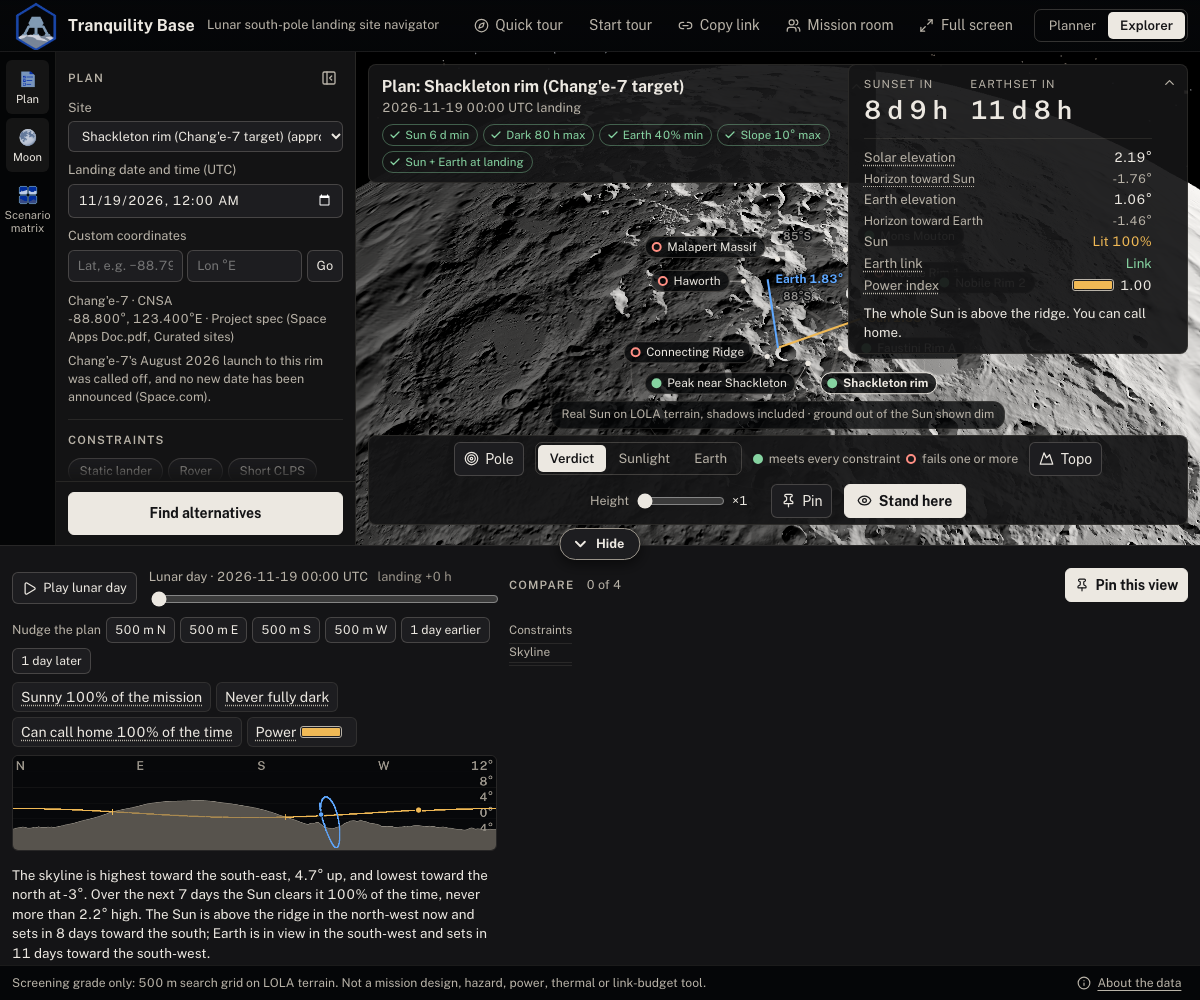 Tranquility Base
Lunar south-pole landing site navigator
Quick tour
Start tour
Copy link
Mission room
Full screen
Planner
Explorer
Plan
Moon
Scenario
matrix
PLAN
Site
Shackleton rim (Chang'e-7 target) (appro
Landing date and time (UTC)
11/19/2026, 12:00 AM
Custom coordinates
Lat, e.g. −88.79
Lon °E
Go
Chang'e-7 · CNSA
-88.800°, 123.400°E · Project spec (Space
Apps Doc.pdf, Curated sites)
Chang'e-7's August 2026 launch to this rim
was called off, and no new date has been
announced (Space.com).
CONSTRAINTS
Static lander
Rover
Short CLPS
Find alternatives
Plan: Shackleton rim (Chang'e-7 target)
2026-11-19 00:00 UTC landing
Sun 6 d min
Dark 80 h max
Earth 40% min
Slope 10° max
Sun + Earth at landing
SUNSET IN
EARTHSET IN
8 d 9 h
11 d 8 h
Solar elevation 2.19°
Horizon toward Sun -1.76°
Earth elevation 1.06°
Horizon toward Earth -1.46°
Sun Lit 100%
Earth link Link
Power index 1.00
The whole Sun is above the ridge. You can call
home.
Malapert Massif
85°S
Haworth
Earth 1.83°
88°S
Nobile Rim 2
Connecting Ridge
Faustini Rim A
Peak near Shackleton
Shackleton rim
Real Sun on LOLA terrain, shadows included · ground out of the Sun shown dim
Pole
Verdict
Sunlight
Earth
meets every constraint
fails one or more
Topo
Height
×1
Pin
Stand here
Hide
Play lunar day
Lunar day · 2026-11-19 00:00 UTC landing +0 h
Nudge the plan
500 m N
500 m E
500 m S
500 m W
1 day earlier
1 day later
Sunny 100% of the mission
Never fully dark
Can call home 100% of the time
Power
N
E
S
W
12°
8°
4°
0°
-4°
The skyline is highest toward the south-east, 4.7° up, and lowest toward the
north at -3°. Over the next 7 days the Sun clears it 100% of the time, never
more than 2.2° high. The Sun is above the ridge in the north-west now and
sets in 8 days toward the south; Earth is in view in the south-west and sets in
11 days toward the south-west.
COMPARE 0 of 4
Pin this view
Constraints
Skyline
Screening grade only: 500 m search grid on LOLA terrain. Not a mission design, hazard, power, thermal or link-budget tool.
About the data